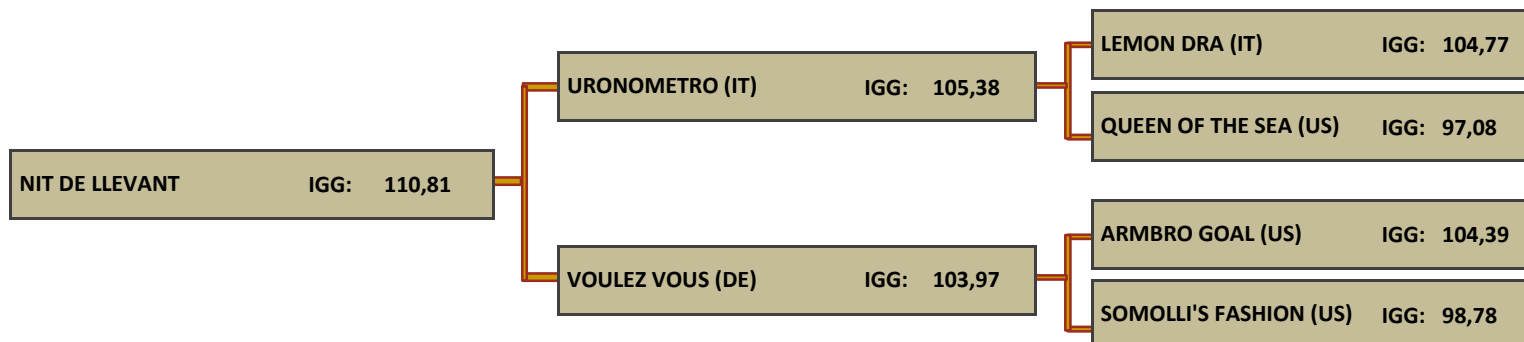 LEMON DRA (IT) IGG: 104,77
URONOMETRO (IT) IGG: 105,38
QUEEN OF THE SEA (US) IGG: 97,08
NIT DE LLEVANT IGG: 110,81
ARMBRO GOAL (US) IGG: 104,39
VOULEZ VOUS (DE) IGG: 103,97
SOMOLLI'S FASHION (US) IGG: 98,78